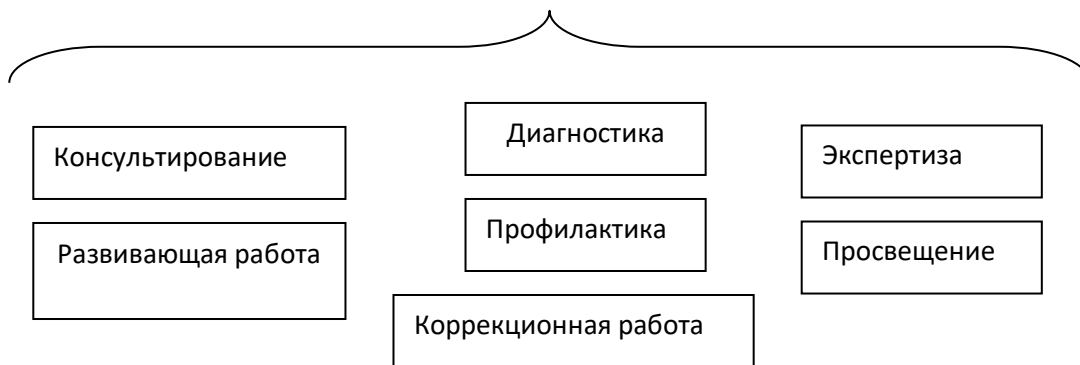 Диагностика
Консультирование
Экспертиза
Профилактика
Развивающая работа
Просвещение
Коррекционная работа